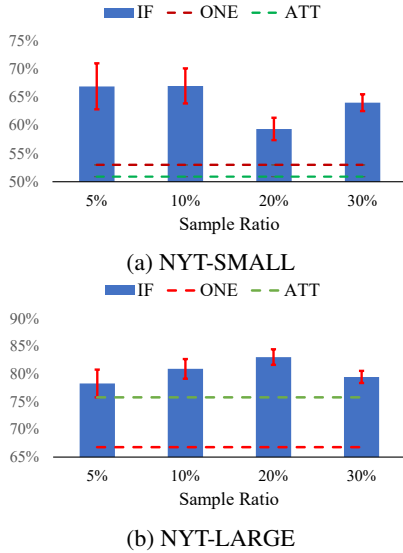 IF ONE ATT
75%
70%
65%
60%
55%
50%
5% 10% 20% 30%
Sample Ratio
(a) NYT-SMALL
IF ONE ATT
90%
85%
80%
75%
70%
65%
5% 10% 20% 30%
Sample Ratio
(b) NYT-LARGE